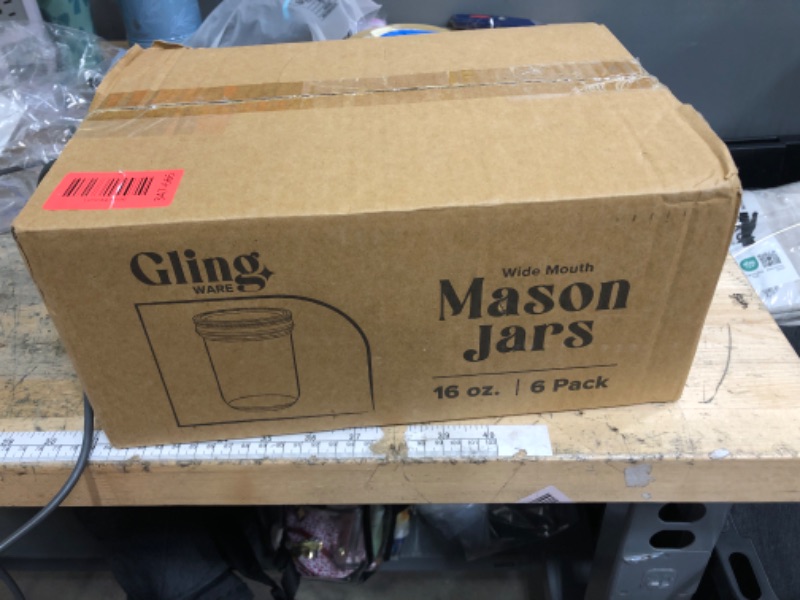 Gling
WARE
Wide Mouth
Mason
Jars
16 oz. | 6 Pack